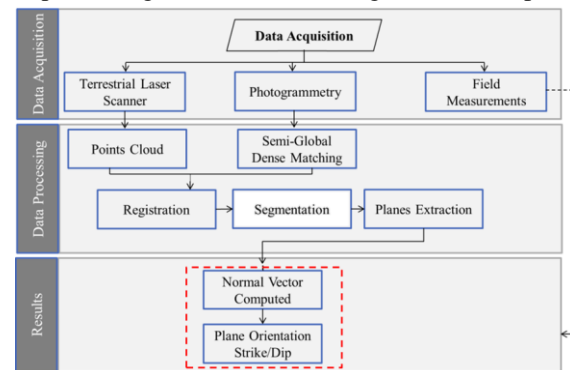 Data Acquisition
Data Acquisition
Terrestrial Laser
Scanner
Photogrammetry
Field
Measurements
Data Processing
Points Cloud
Semi-Global
Dense Matching
Registration
Segmentation
Planes Extraction
Results
Normal Vector
Computed
Plane Orientation
Strike/Dip